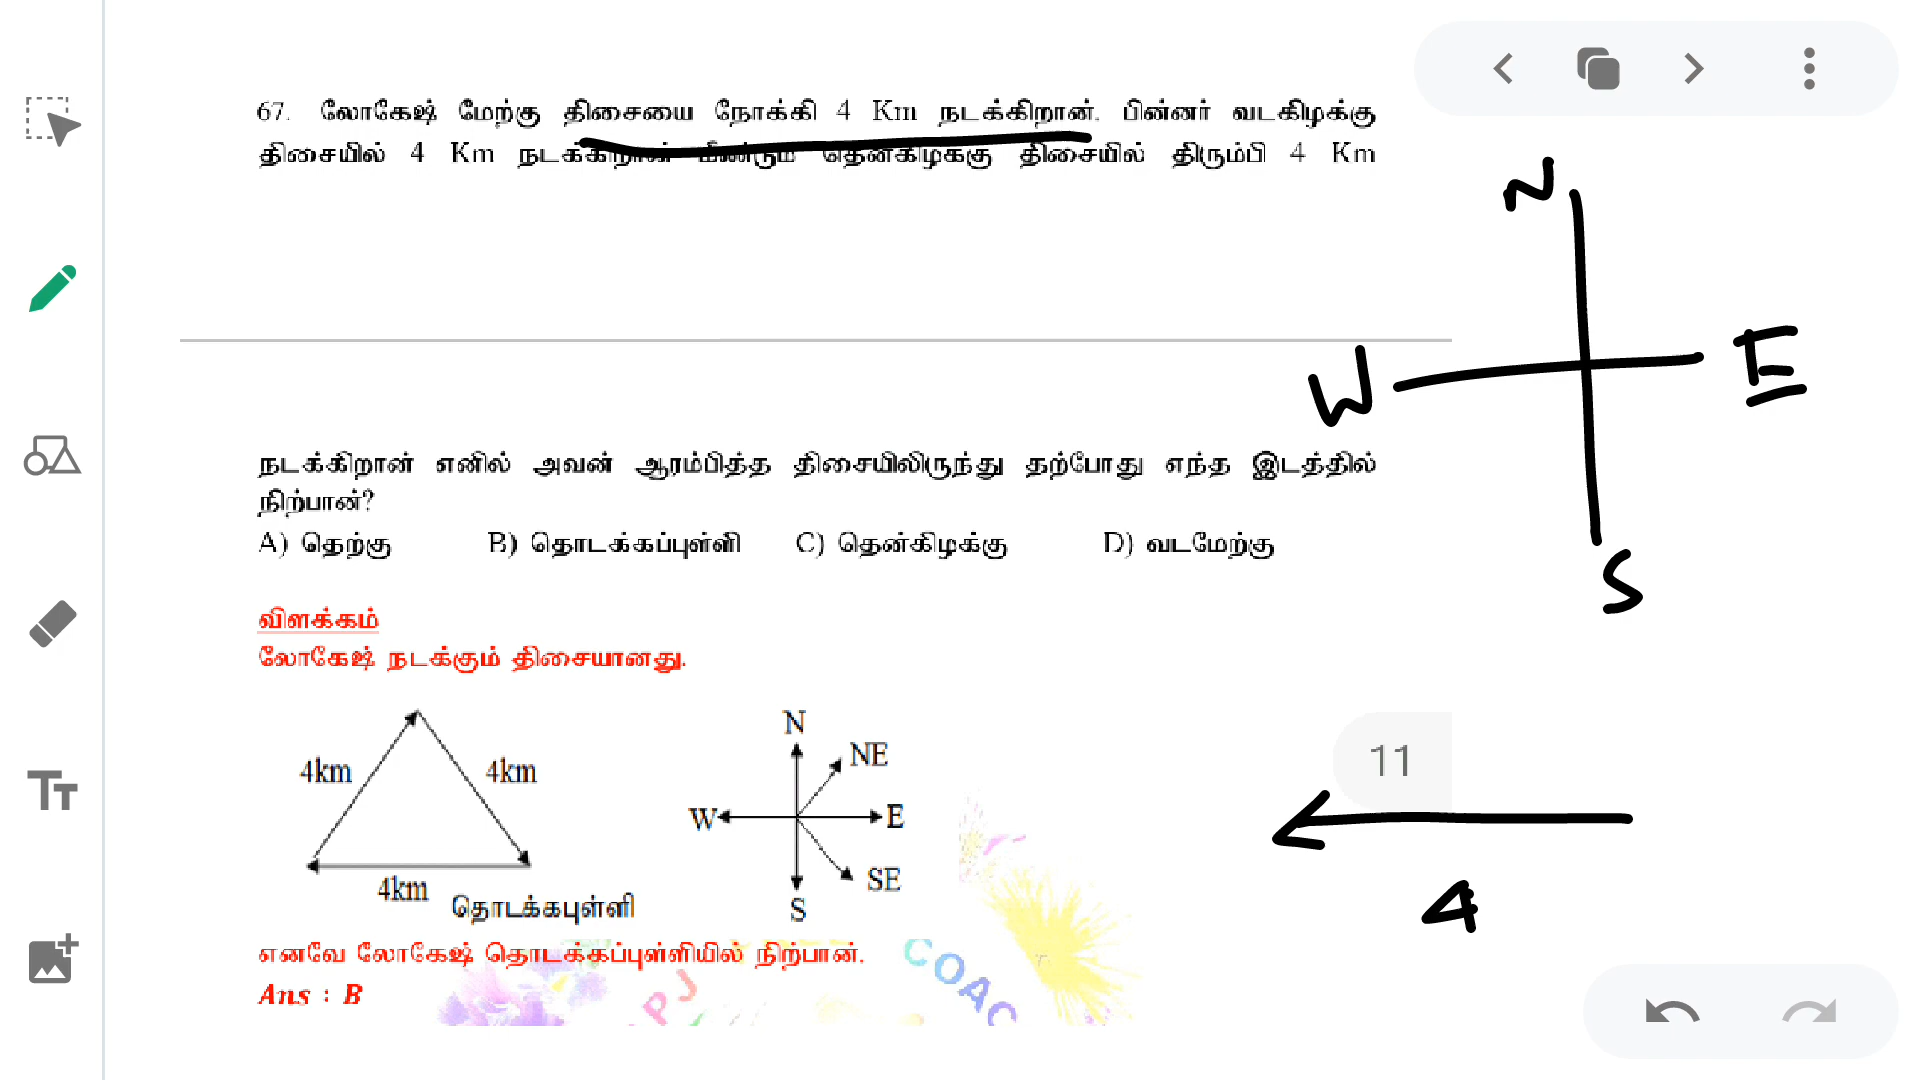 67. லோகேஷ் மேற்கு திசையை நோக்கி 4 Km நடக்கிறான். பின்னர் வடகிழக்கு
திசையில் 4 Km நடக்கிறான் மீண்டும் தென்கிழக்கு திசையில் திரும்பி 4 Km
N
W
E
S
நடக்கிறான் எனில் அவன் ஆரம்பித்த திசையிலிருந்து தற்போது எந்த இடத்தில்
நிற்பான்?
A) தெற்கு B) தொடக்கப்புள்ளி C) தென்கிழக்கு D) வடமேற்கு
விளக்கம்
லோகேஷ் நடக்கும் திசையானது.
4km 4km
4km தொடக்கபுள்ளி
N
NE
W E
SE
S
11
4
எனவே லோகேஷ் தொடக்கப்புள்ளியில் நிற்பான்.
Ans : B
TT